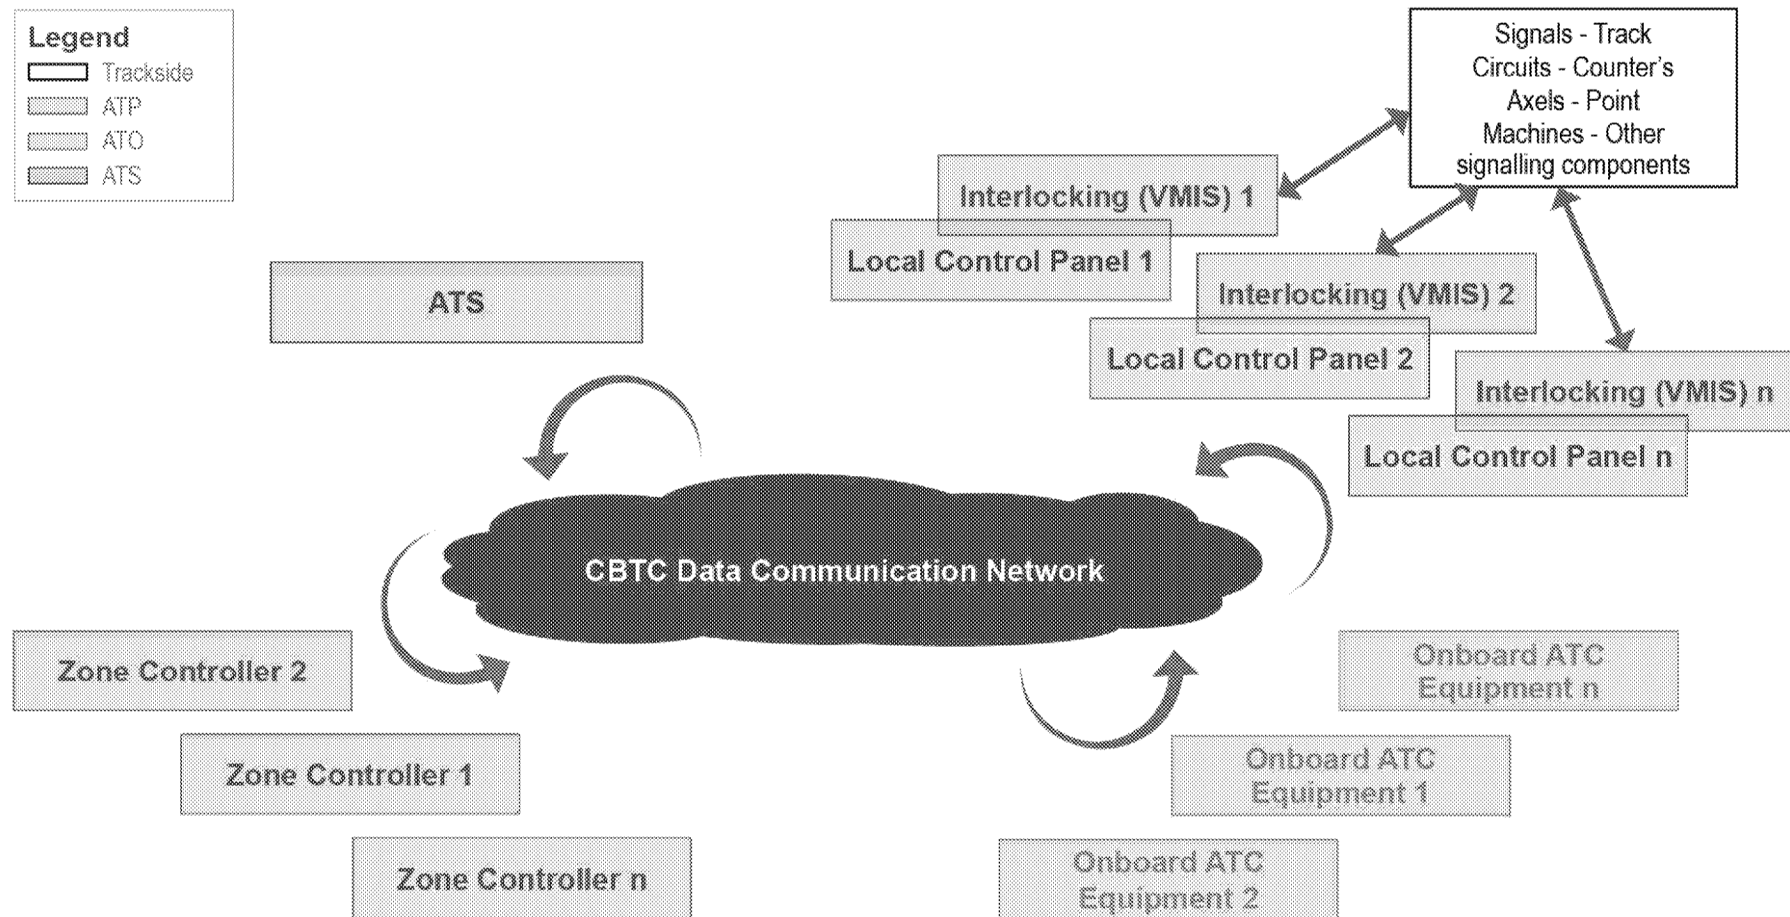 Legend
Trackside
ATP
ATO
ATS
Signals - Track
Circuits - Counter's
Axels - Point
Machines - Other
signalling components
Interlocking (VMIS) 1
Local Control Panel 1
Interlocking (VMIS) 2
Local Control Panel 2
Interlocking (VMIS) n
Local Control Panel n
ATS
CBTC Data Communication Network
Zone Controller 2
Zone Controller 1
Zone Controller n
Onboard ATC
Equipment n
Onboard ATC
Equipment 1
Onboard ATC
Equipment 2